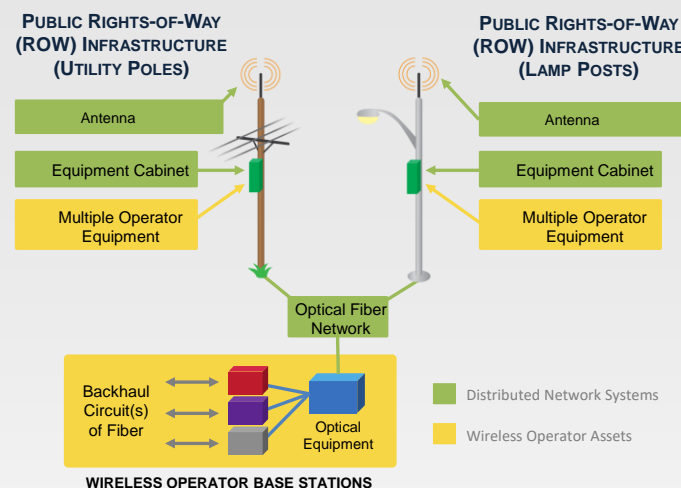 PUBLIC RIGHTS-OF-WAY
(ROW) INFRASTRUCTURE
(UTILITY POLES)
Antenna
Equipment Cabinet
Multiple Operator
Equipment
PUBLIC RIGHTS-OF-WAY
(ROW) INFRASTRUCTURE
(LAMP POSTS)
Antenna
Equipment Cabinet
Multiple Operator
Equipment
Optical Fiber
Network
Backhaul
Circuit(s)
of Fiber
Optical
Equipment
WIRELESS OPERATOR BASE STATIONS
Distributed Network Systems
Wireless Operator Assets